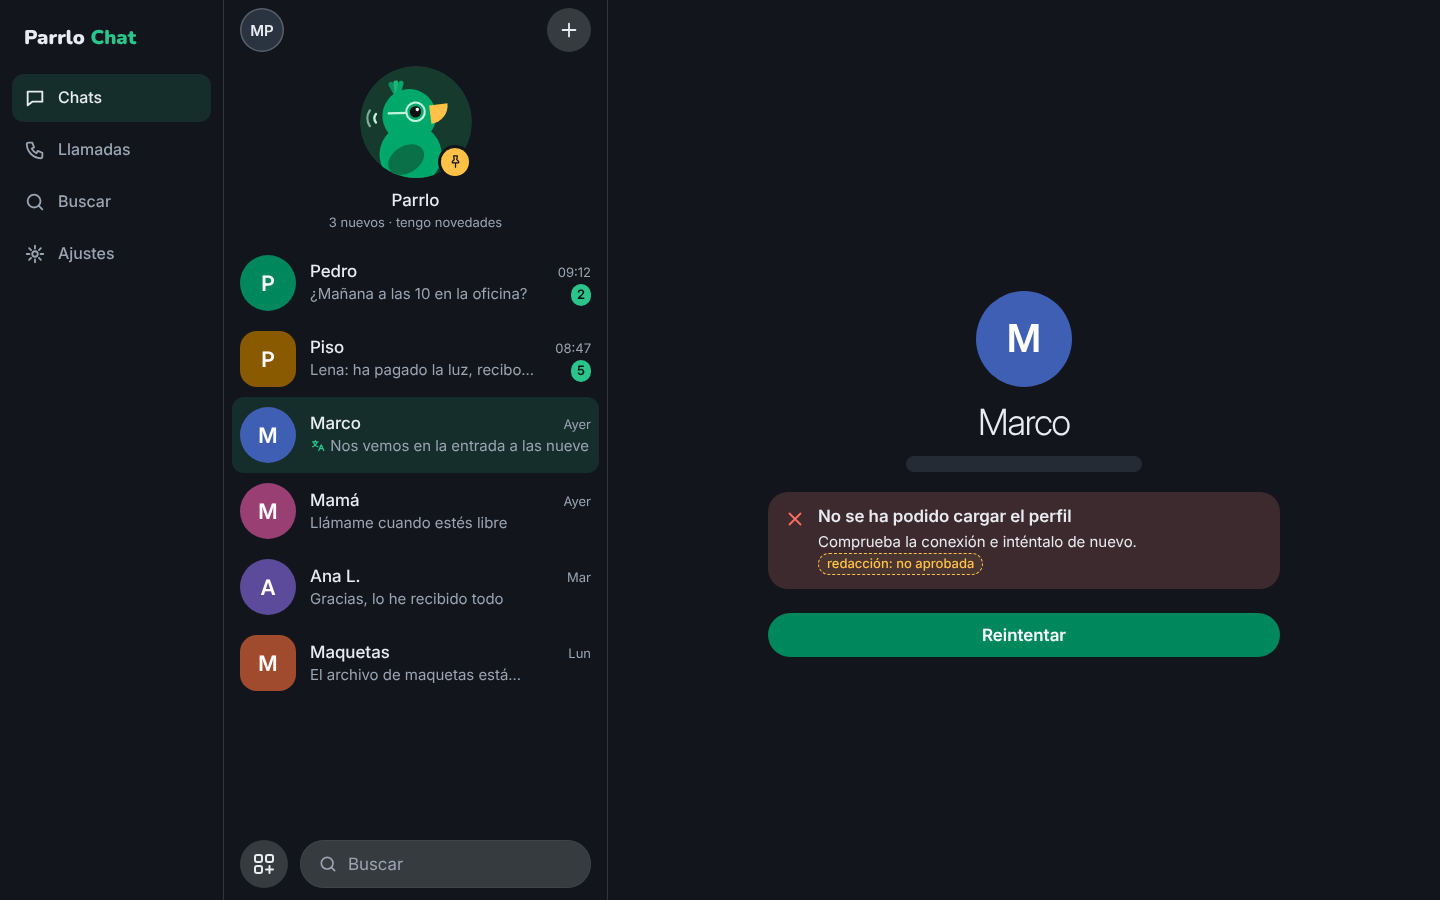 Parrlo Chat
Chats
Llamadas
Buscar
Ajustes
MP
Parrlo
3 nuevos · tengo novedades
P
Pedro
09:12
¿Mañana a las 10 en la oficina?
2
P
Piso
08:47
Lena: ha pagado la luz, recibo...
5
M
Marco
Ayer
Nos vemos en la entrada a las nueve
M
Mamá
Ayer
Llámame cuando estés libre
A
Ana L.
Mar
Gracias, lo he recibido todo
M
Maquetas
Lun
El archivo de maquetas está...
Buscar
M
Marco
No se ha podido cargar el perfil
Comprueba la conexión e inténtalo de nuevo.
redacción: no aprobada
Reintentar